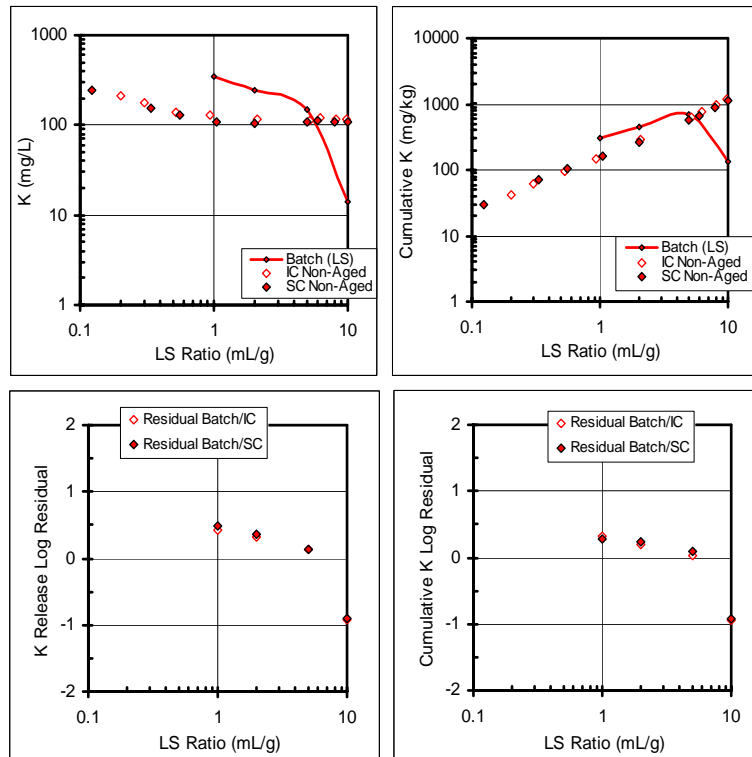 1000
100
10
1
K (mg/L)
0.1
1
10
LS Ratio (mL/g)
Batch (LS)
IC Non-Aged
SC Non-Aged
10000
1000
100
10
1
Cumulative K (mg/kg)
0.1
1
10
LS Ratio (mL/g)
Batch (LS)
IC Non-Aged
SC Non-Aged
Residual Batch/IC
Residual Batch/SC
2
1
0
-1
-2
K Release Log Residual
0.1
1
10
LS Ratio (mL/g)
Residual Batch/IC
Residual Batch/SC
2
1
0
-1
-2
Cumulative K Log Residual
0.1
1
10
LS Ratio (mL/g)